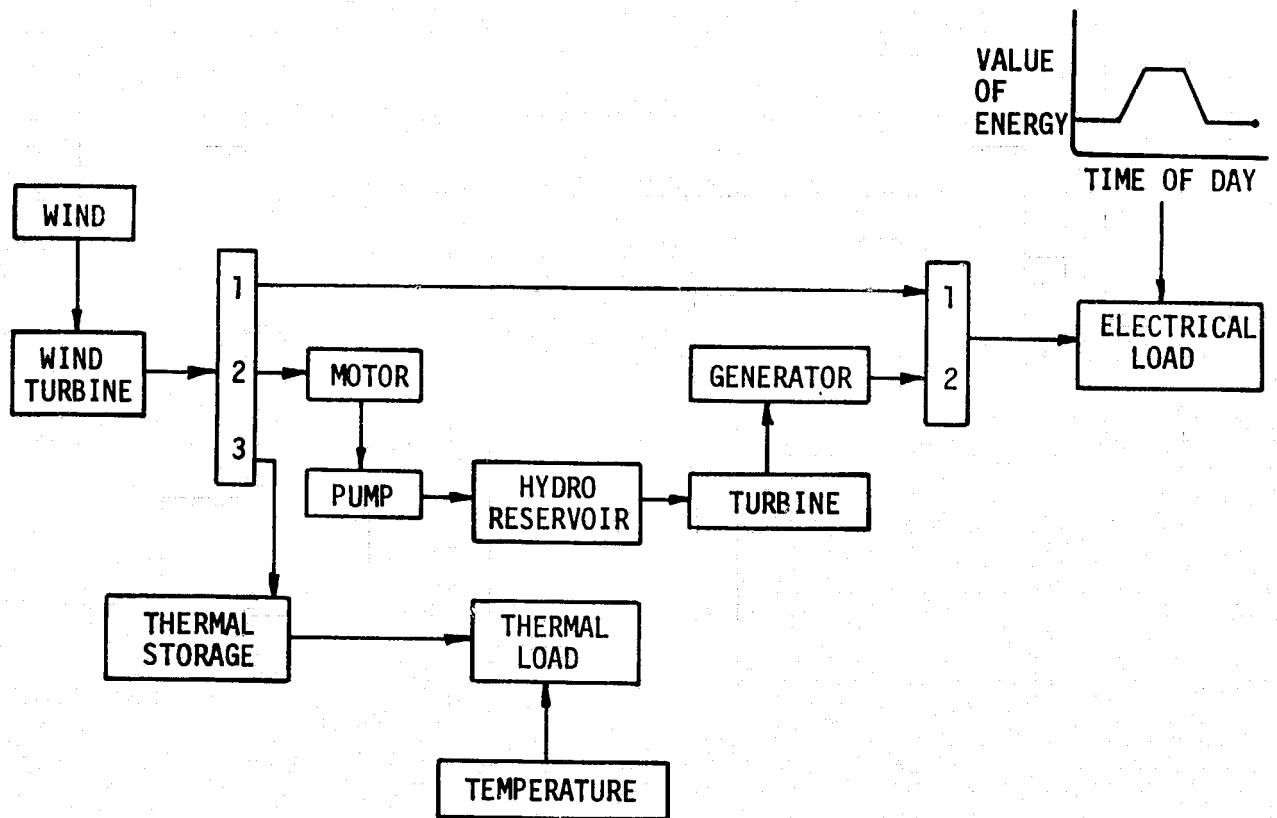 VALUE
OF
ENERGY
TIME OF DAY
WIND
WIND
TURBINE
1
2
3
MOTOR
PUMP
HYDRO
RESERVOIR
TURBINE
GENERATOR
1
2
ELECTRICAL
LOAD
THERMAL
STORAGE
THERMAL
LOAD
TEMPERATURE